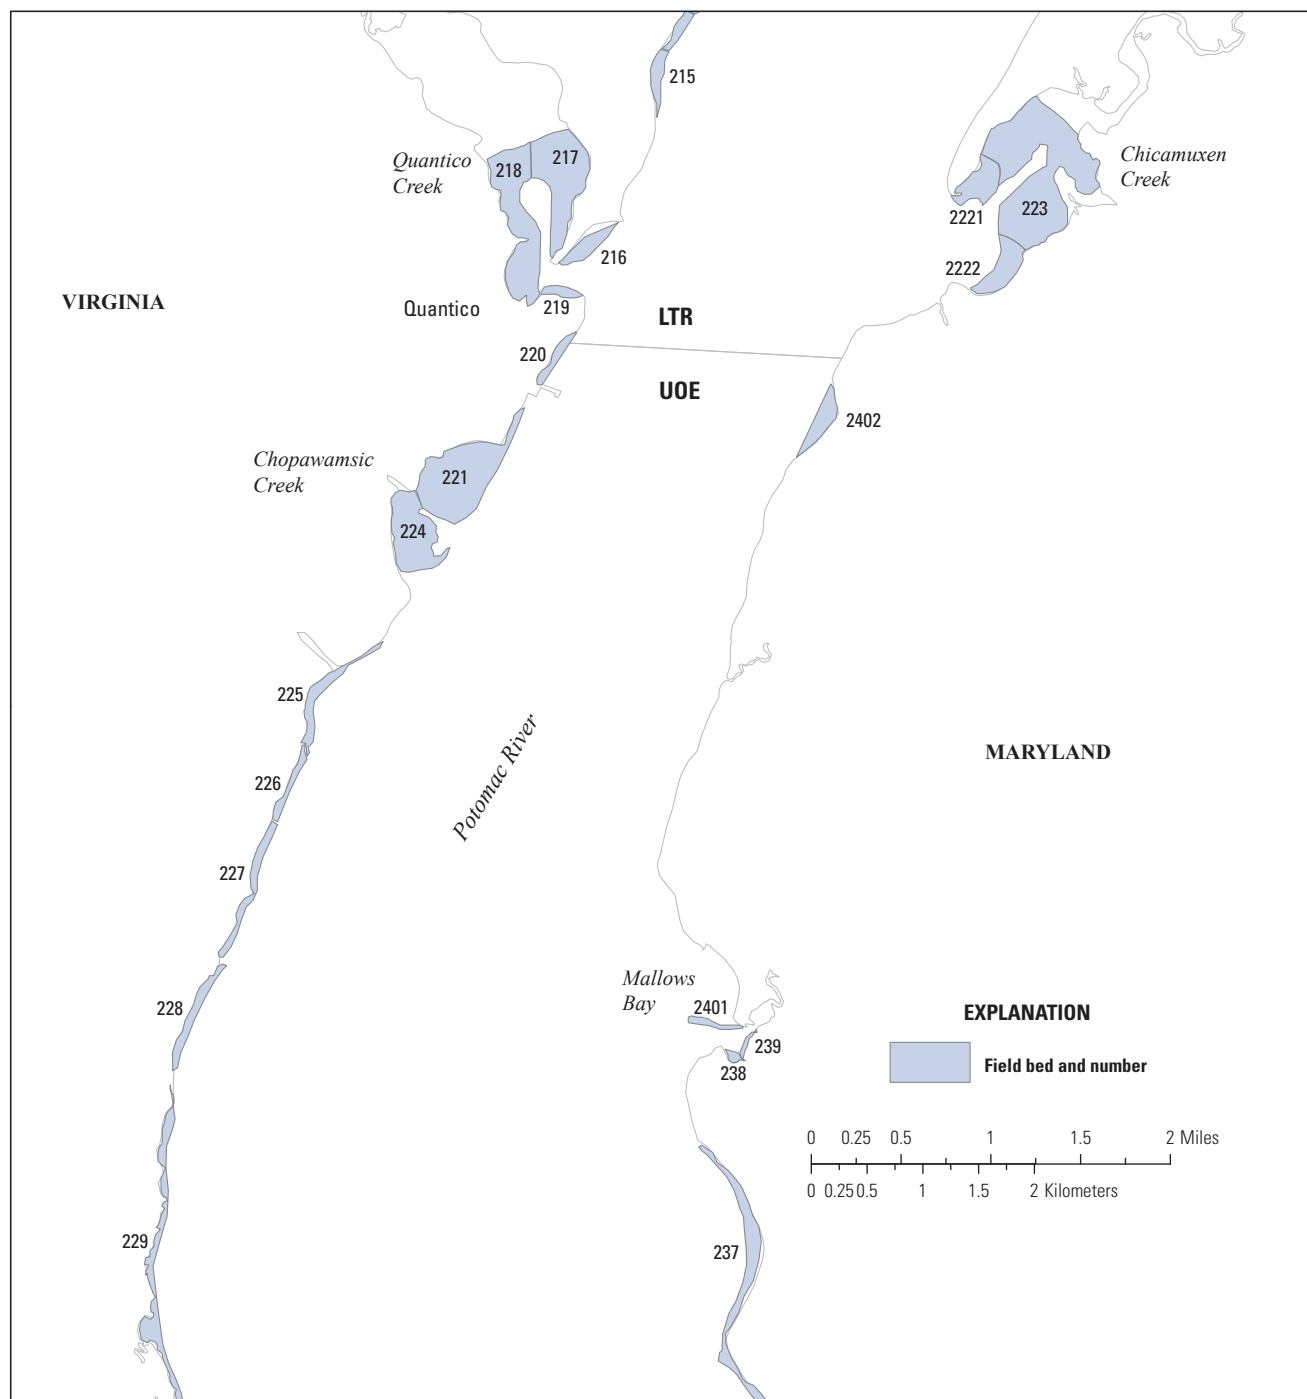 215
Quantico
Creek
218
217
Chicamuxen
Creek
2221
223
216
2222
VIRGINIA
Quantico
219
LTR
220
UOE
2402
Chopawamsic
Creek
221
224
225
Potomac River
MARYLAND
226
227
Mallows
Bay
228
2401
239
238
EXPLANATION
Field bed and number
0 0.25 0.5 1 1.5 2 Miles
0 0.25 0.5 1 1.5 2 Kilometers
229
237